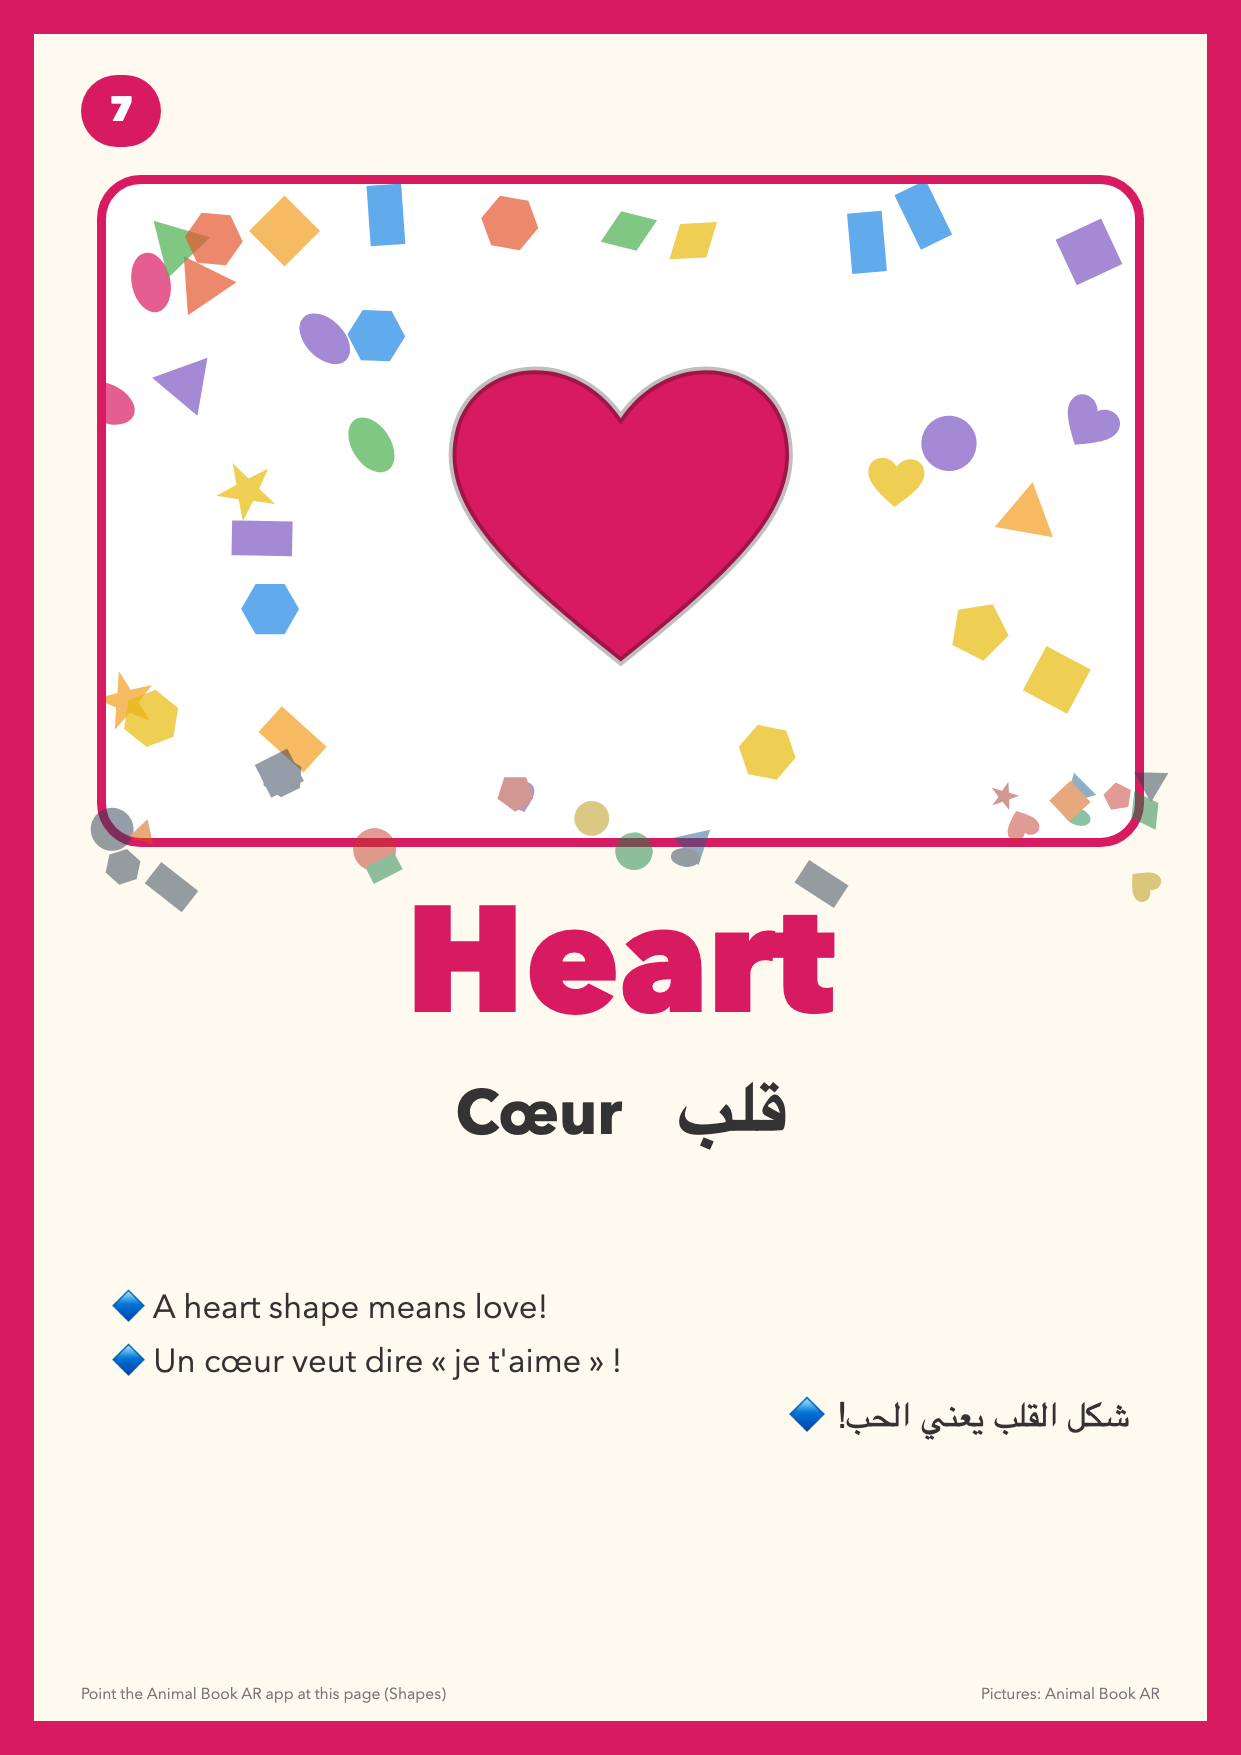 7
Heart
Cœur قلب
🔷 A heart shape means love!
🔷 Un cœur veut dire « je t'aime » !
شكل القلب يعني الحب! 🔷
Point the Animal Book AR app at this page (Shapes)
Pictures: Animal Book AR